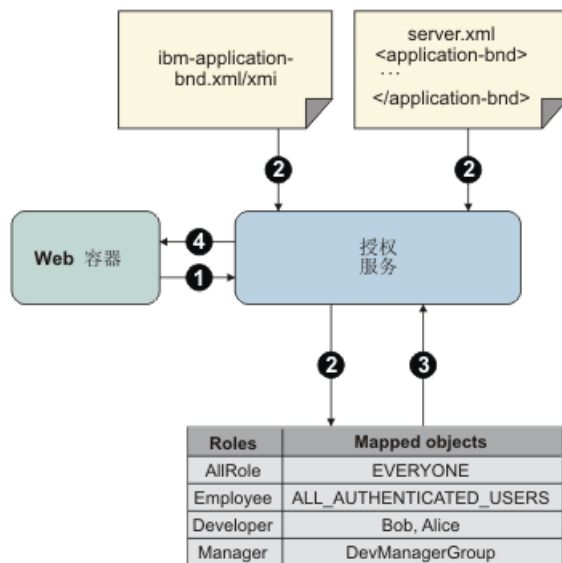 ibm-application-
bnd.xml/xmi
server.xml
<application-bnd>
...
</application-bnd>
2
2
Web 容器
4
1
授权
服务
2
3
Roles Mapped objects
AllRole EVERYONE
Employee ALL_AUTHENTICATED_USERS
Developer Bob, Alice
Manager DevManagerGroup